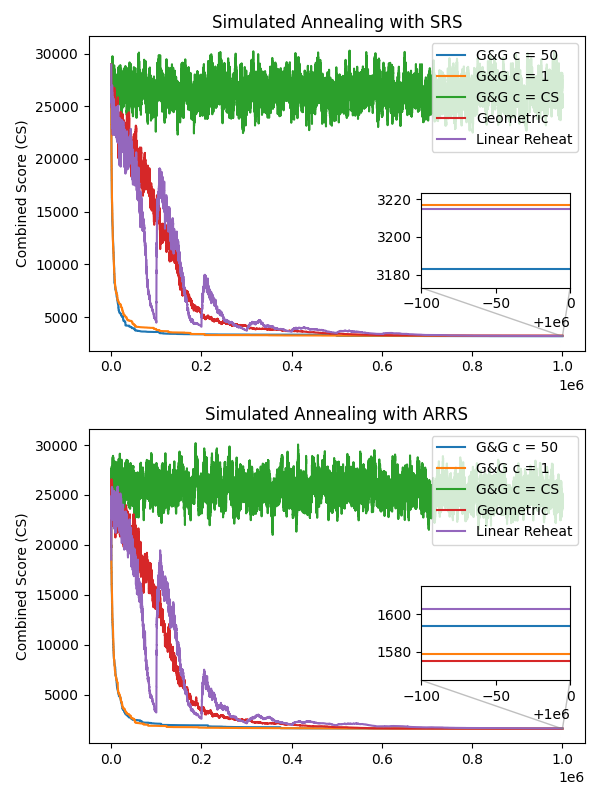 Simulated Annealing with SRS
Combined Score (CS)
30000
25000
20000
15000
10000
5000
G&G c = 50
G&G c = 1
G&G c = CS
Geometric
Linear Reheat
3220
3200
3180
−100
−50
0
+1e6
0.0
0.2
0.4
0.6
0.8
1.0
1e6
Simulated Annealing with ARRS
Combined Score (CS)
30000
25000
20000
15000
10000
5000
G&G c = 50
G&G c = 1
G&G c = CS
Geometric
Linear Reheat
1600
1580
−100
−50
0
+1e6
0.0
0.2
0.4
0.6
0.8
1.0
1e6